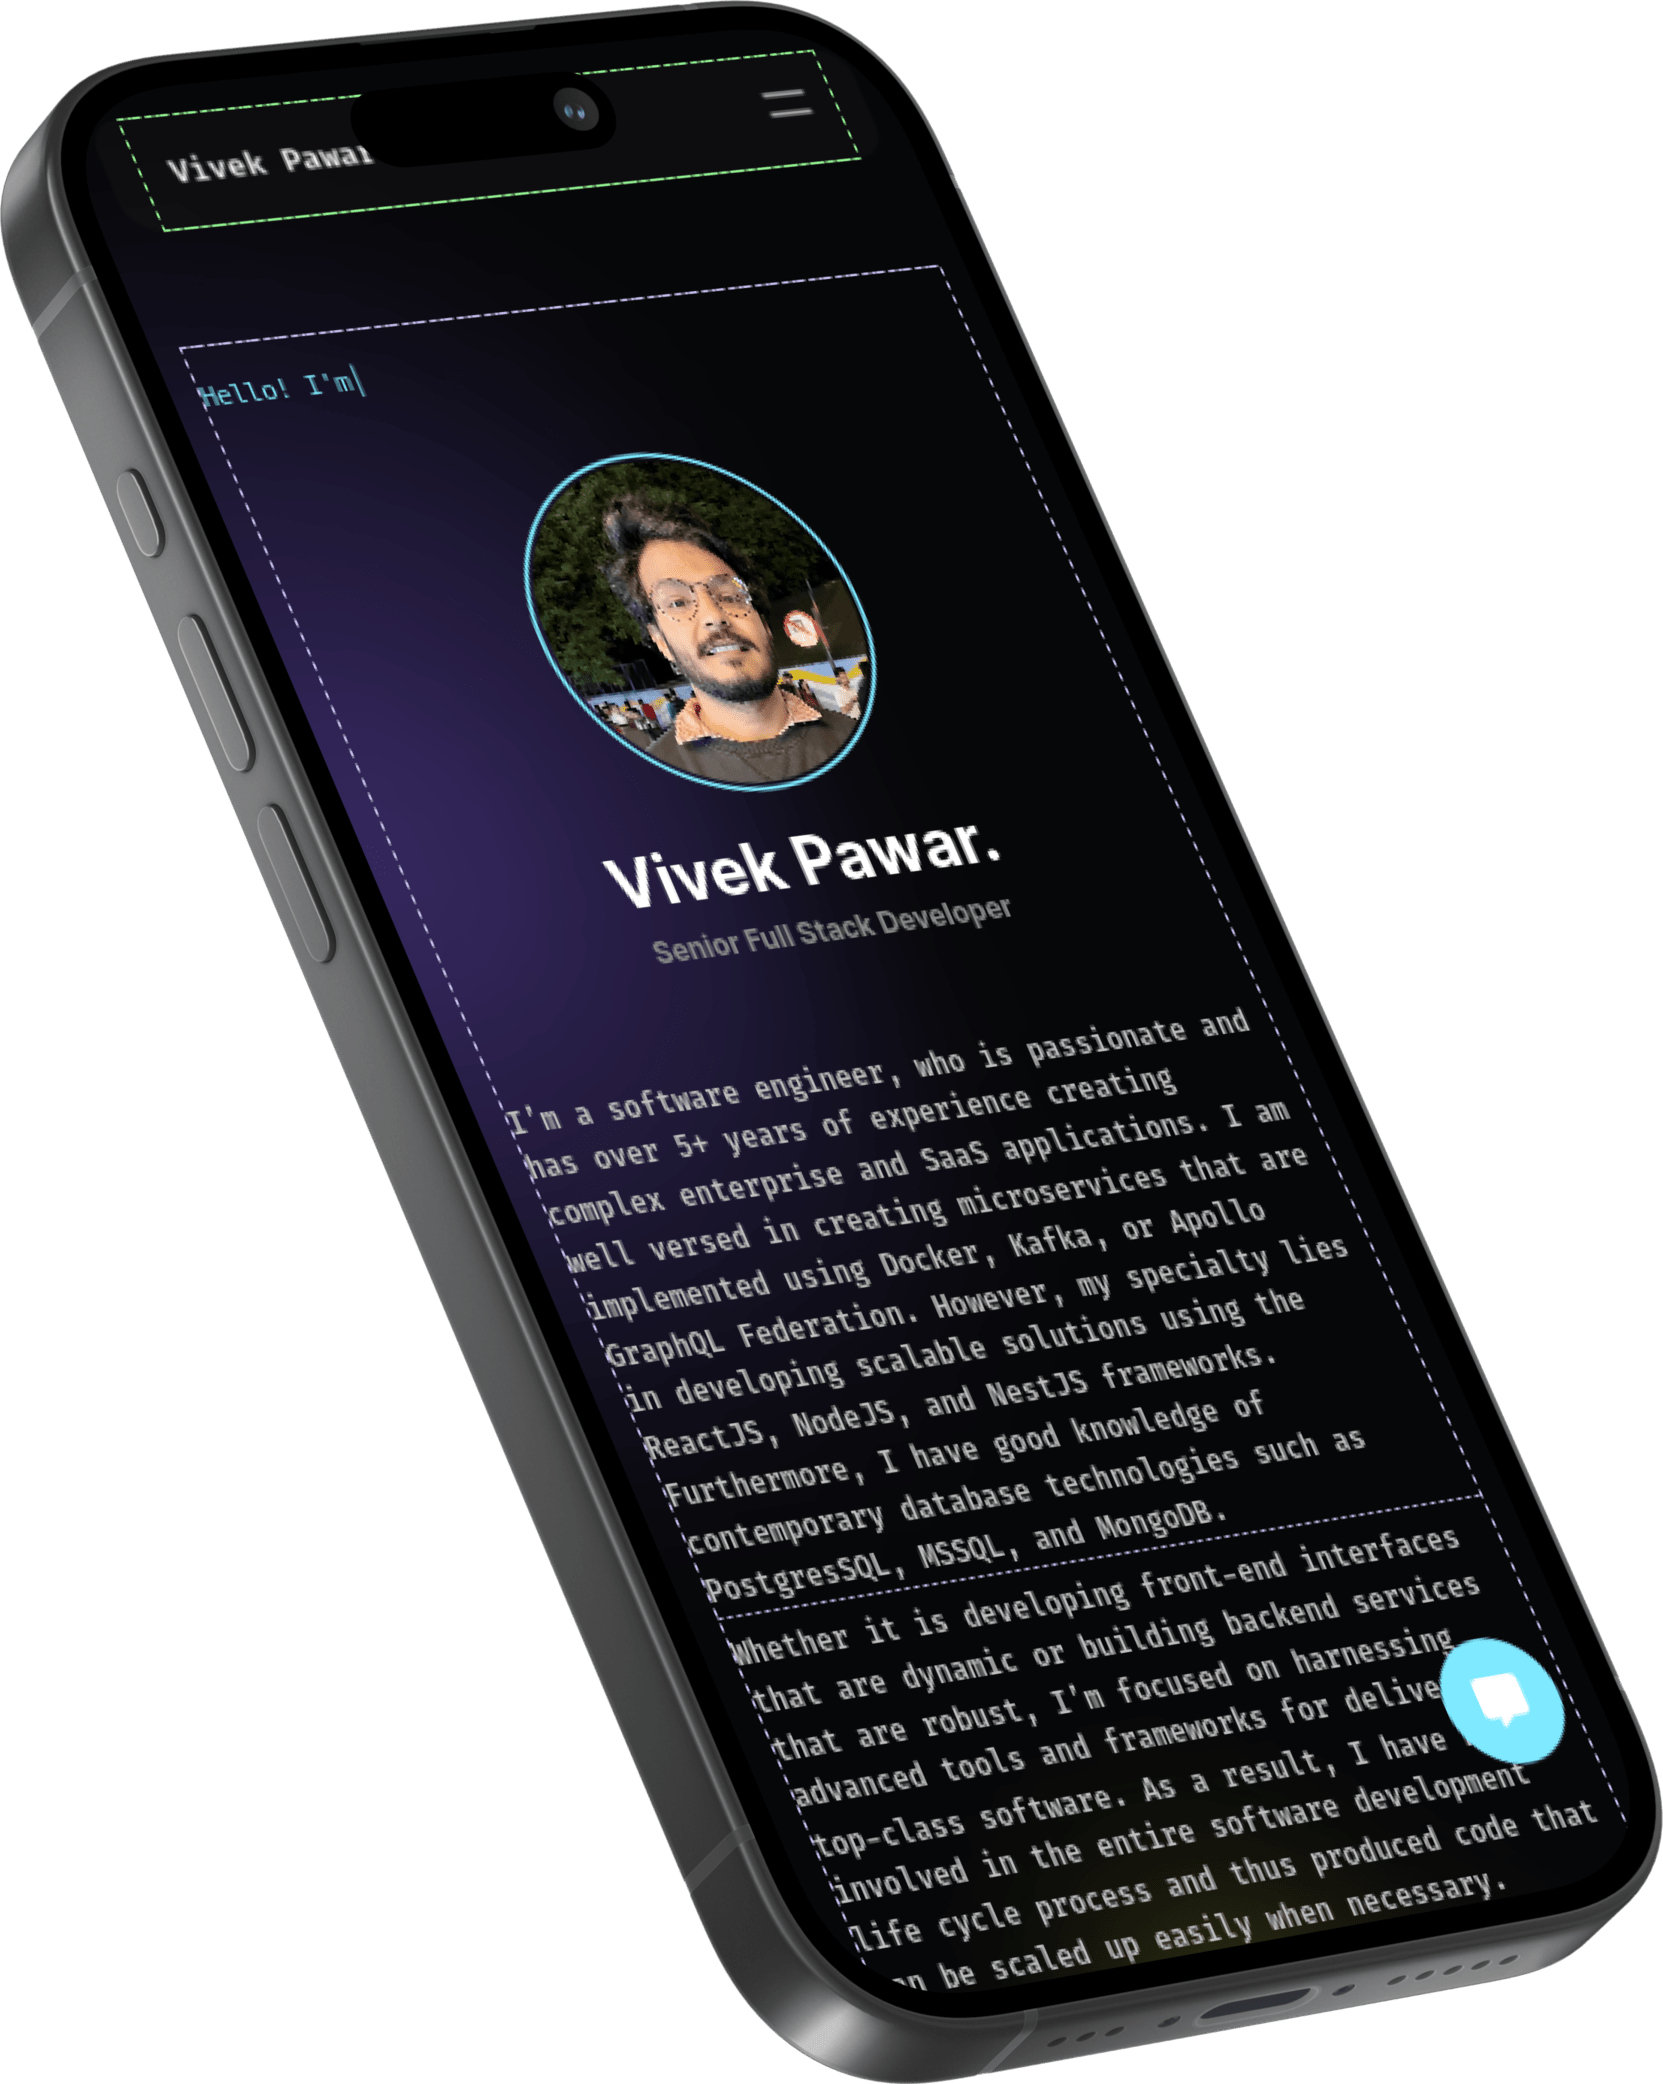 Vivek Pawar
Hello! I'm
Vivek Pawar.
Senior Full Stack Developer
I'm a software engineer, who is passionate and
has over 5+ years of experience creating
complex enterprise and SaaS applications. I am
well versed in creating microservices that are
implemented using Docker, Kafka, or Apollo
GraphQL Federation. However, my specialty lies
in developing scalable solutions using the
ReactJS, NodeJS, and NestJS frameworks.
Furthermore, I have good knowledge of
contemporary database technologies such as
PostgresSQL, MSSQL, and MongoDB.
Whether it is developing front-end interfaces
that are dynamic or building backend services
that are robust, I'm focused on harnessing
advanced tools and frameworks for
top-class software. As a result, I have
involved in the entire software development
life cycle process and thus produced code that
be scaled up easily when necessary.